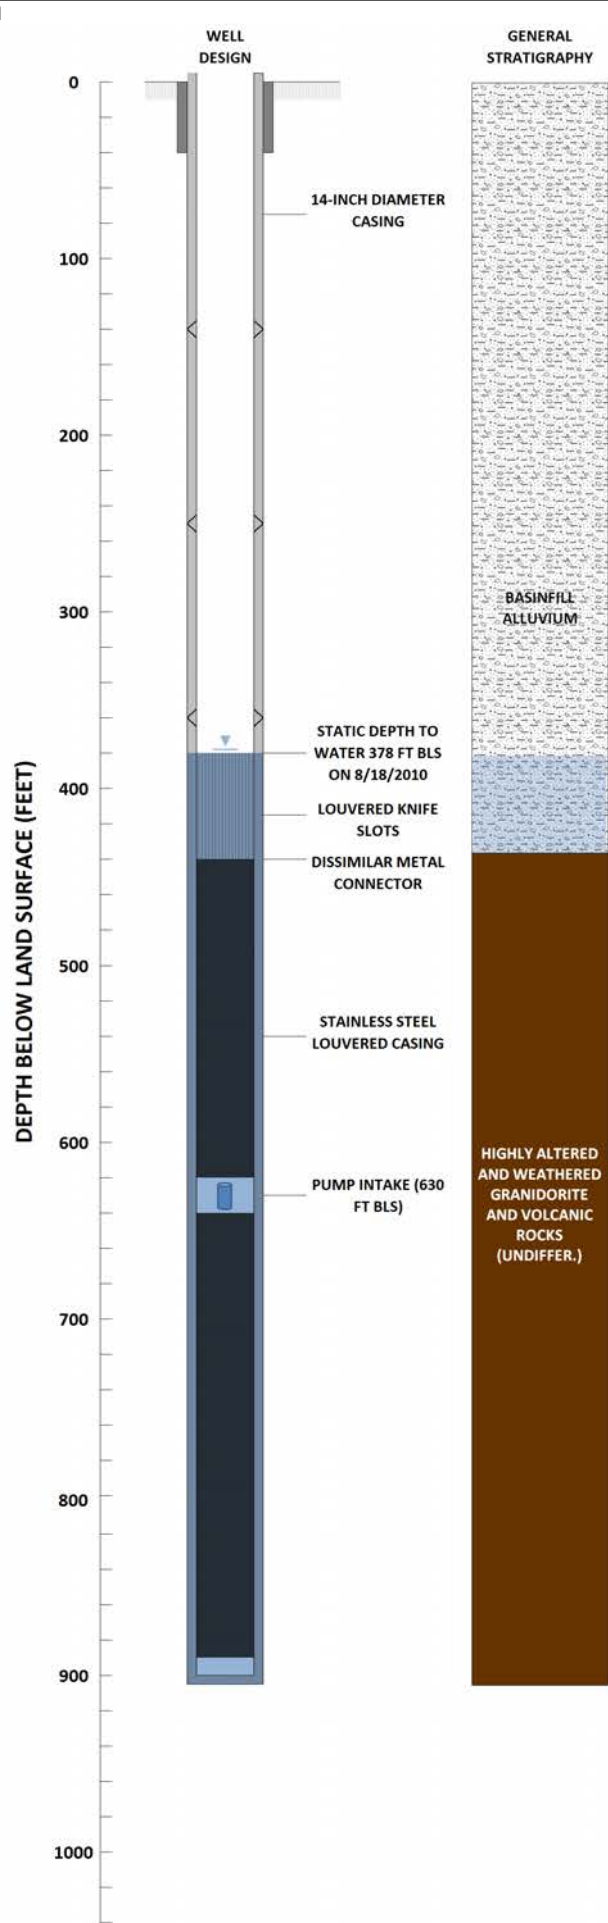 WELL
DESIGN
GENERAL
STRATIGRAPHY
0
14-INCH DIAMETER
CASING
100
200
300
BASINFILL
ALLUVIUM
STATIC DEPTH TO
WATER 378 FT BLS
ON 8/18/2010
400
LOUVERED KNIFE
SLOTS
DISSIMILAR METAL
CONNECTOR
DEPTH BELOW LAND SURFACE (FEET)
500
STAINLESS STEEL
LOUVERED CASING
600
PUMP INTAKE (630
FT BLS)
HIGHLY ALTERED
AND WEATHERED
GRANIDORITE
AND VOLCANIC
ROCKS
(UNDIFFER.)
700
800
900
1000